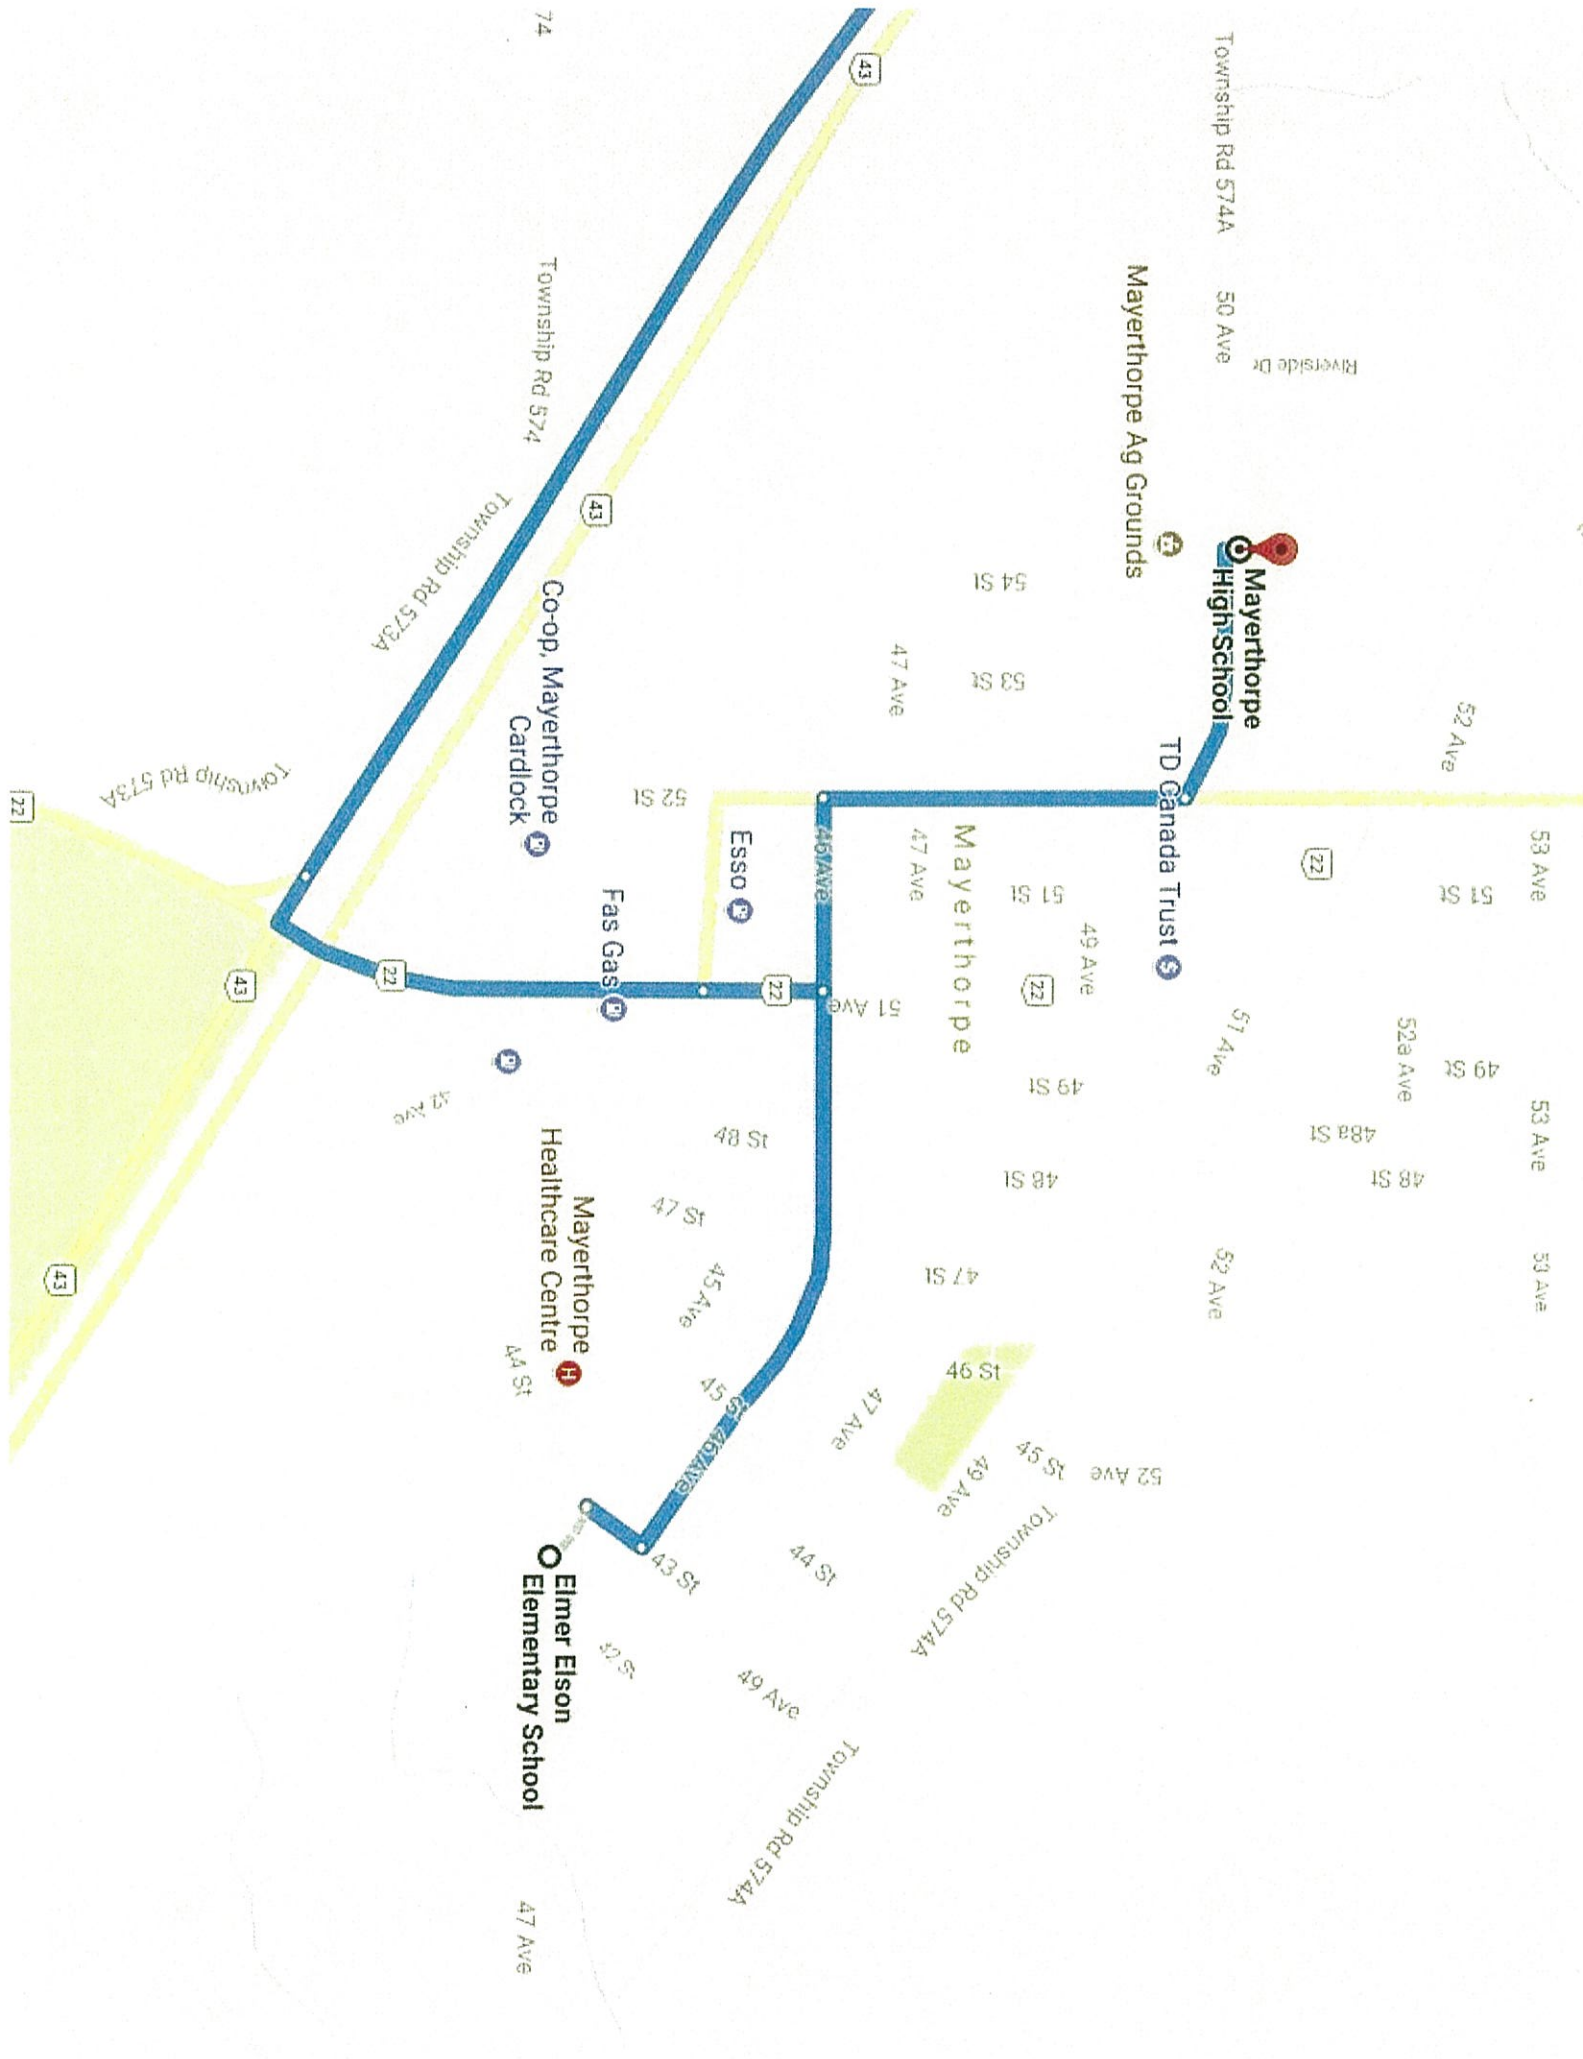 53 Ave
53 Ave
53 Ave
52 Ave
51 St
49 St
52a Ave
48 St
Riverside Dr
22
48a St
Township Rd 574A
50 Ave
Mayerthorpe
High School
51 Ave
52 Ave
TD Canada Trust
Mayerthorpe Ag Grounds
52 Ave
49 Ave
51 St
22
49 St
48 St
45 St
54 St
53 St
Mayerthorpe
47 St
46 St
49 Ave
Township Rd 574A
47 Ave
47 Ave
51 Ave
47 Ave
43
46 Ave
44 St
Township Rd 574A
22
Esso
48 St
49 Ave
45 Ave
45 St
46 Ave
47 St
43 St
52 St
42 St
43
Fas Gas
Mayerthorpe
Healthcare Centre
Co-op, Mayerthorpe
Cardlock
Elmer Elson
Elementary School
74
Township Rd 574
44 St
47 Ave
Township Rd 573A
42 Ave
22
43
Township Rd 573A
43
22